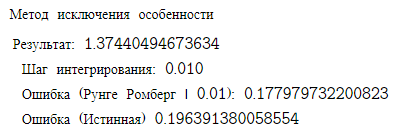 Метод исключения особенности
Результат: 1.37440494673634
Шаг интегрирования: 0.010
Ошибка (Рунге Ромберг | 0.01): 0.177979732200823
Ошибка (Истинная) 0.196391380058554